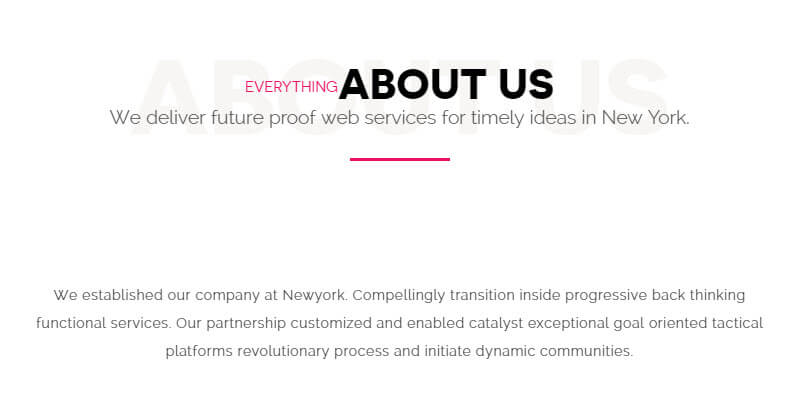 ABOUT US
EVERYTHING ABOUT US
We deliver future proof web services for timely ideas in New York.
We established our company at Newyork. Compellingly transition inside progressive back thinking
functional services. Our partnership customized and enabled catalyst exceptional goal oriented tactical
platforms revolutionary process and initiate dynamic communities.